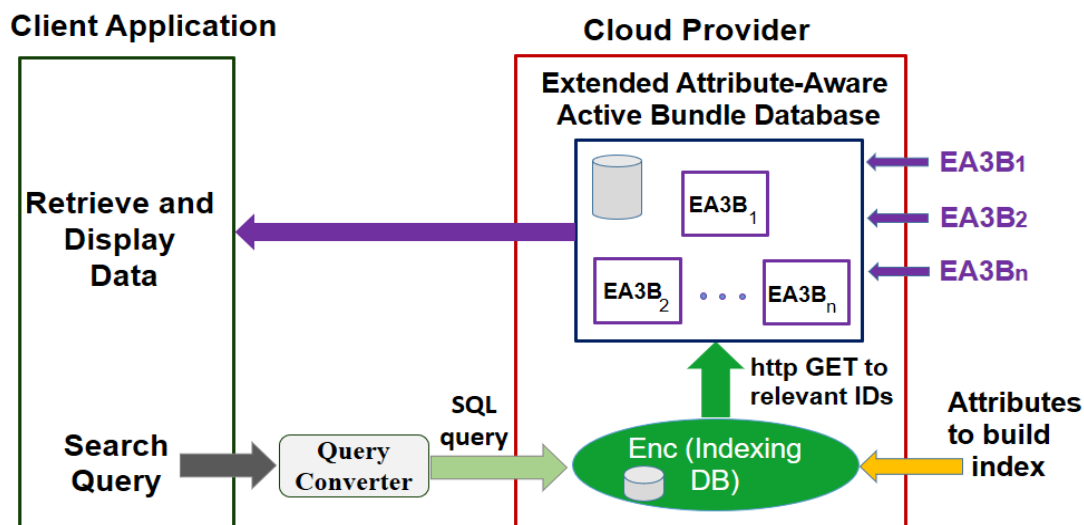 Client Application
Cloud Provider
Extended Attribute-Aware
Active Bundle Database
Retrieve and
Display
Data
EA3B1
EA3B2
EA3Bn
EA3B1
EA3B2
EA3Bn
http GET to
relevant IDs
Search
Query
Query
Converter
SQL
query
Enc (Indexing
DB)
Attributes
to build
index